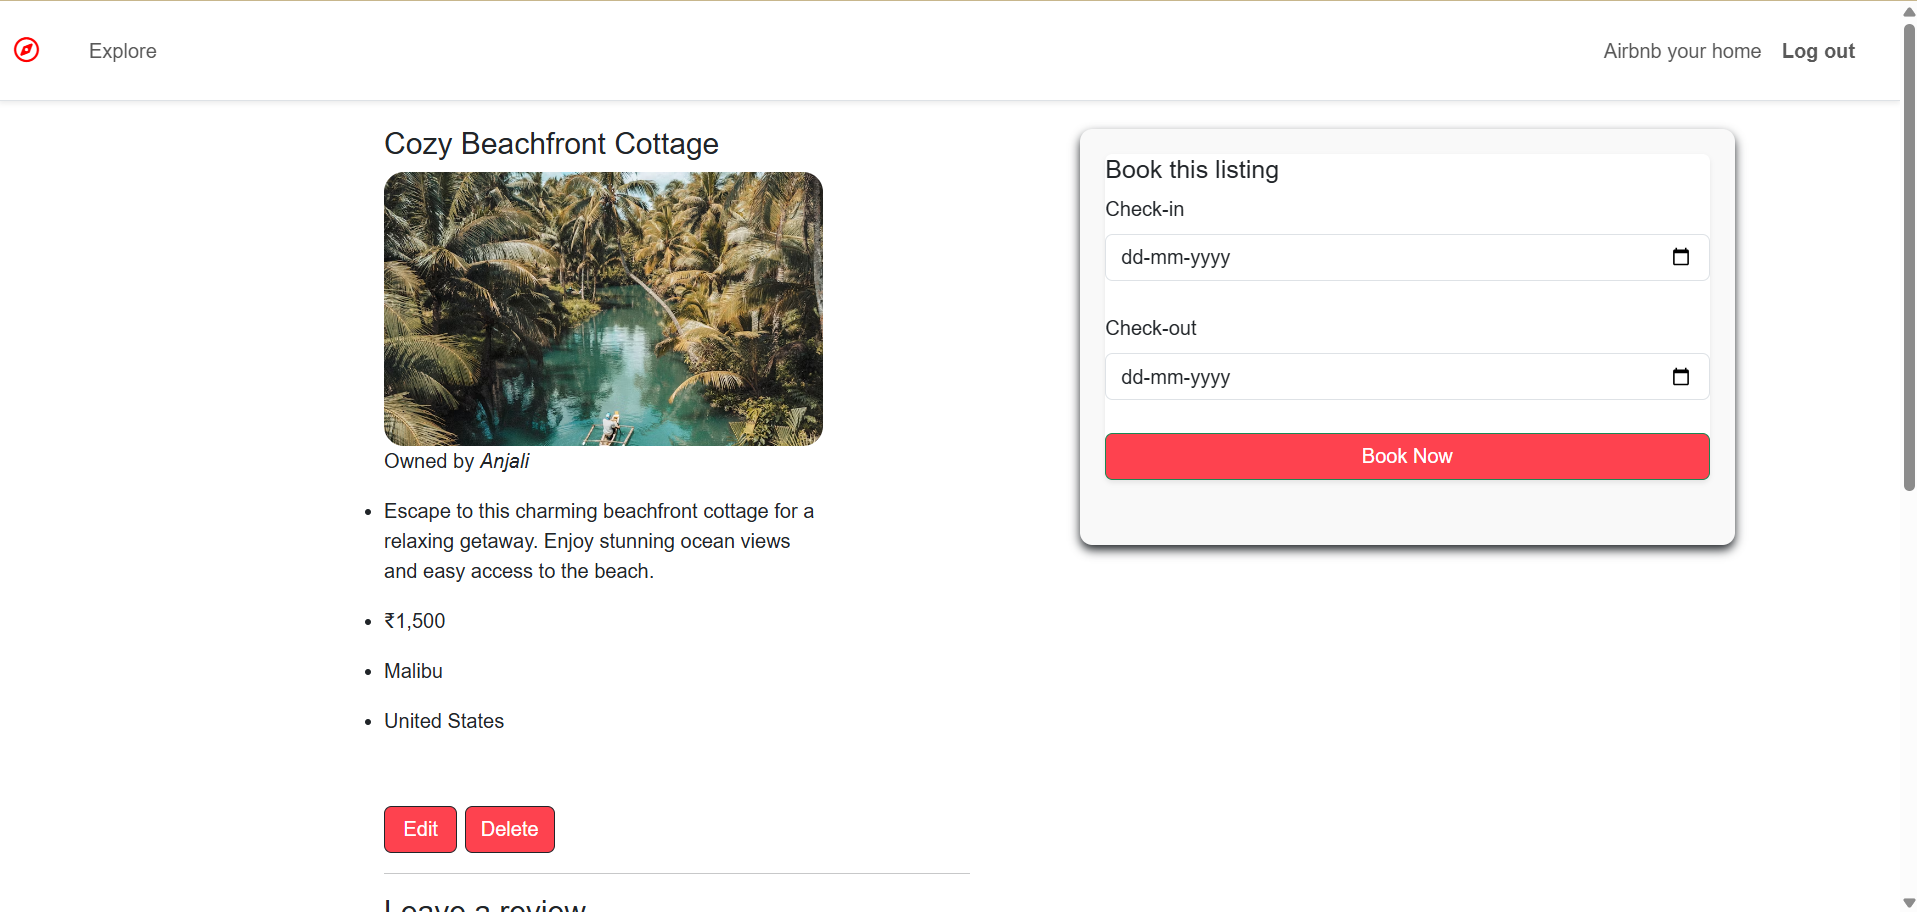 Explore
Airbnb your home
Log out
Cozy Beachfront Cottage
Owned by Anjali
Escape to this charming beachfront cottage for a
relaxing getaway. Enjoy stunning ocean views
and easy access to the beach.
₹1,500
Malibu
United States
Edit
Delete
Leave a review
Book this listing
Check-in
dd-mm-yyyy
Check-out
dd-mm-yyyy
Book Now